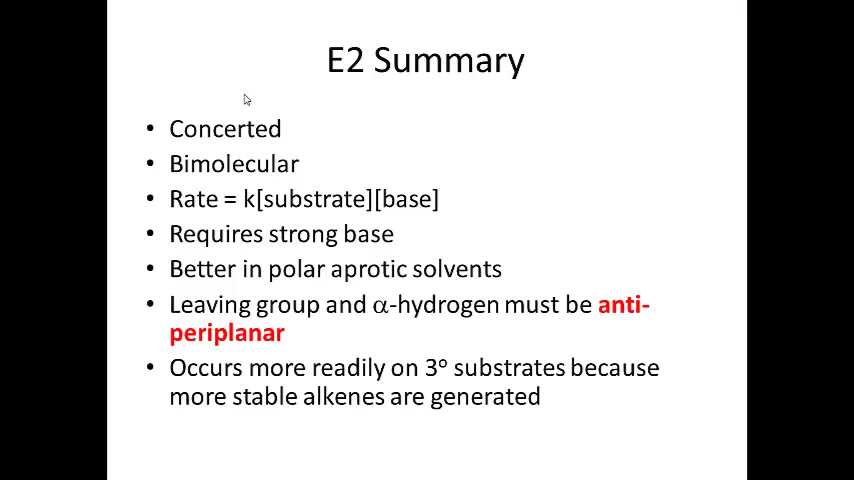 E2 Summary
• Concerted
• Bimolecular
• Rate = k[substrate][base]
• Requires strong base
• Better in polar aprotic solvents
• Leaving group and α-hydrogen must be anti-
periplanar
• Occurs more readily on 3º substrates because
more stable alkenes are generated